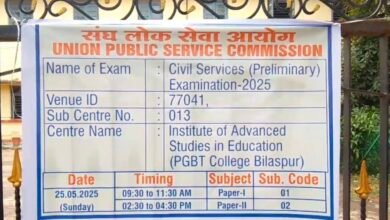 संघ लोक सेवा आयोग
UNION PUBLIC SERVICE COMMISSION
Name of Exam : Civil Services (Preliminary)
Examination-2025
Venue ID : 77041,
Sub Centre No. : 013
Centre Name : Institute of Advanced
Studies in Education
(PGBT College Bilaspur)
Date Timing Subject Sub. Code
25.05.2025 09:30 to 11:30 AM Paper-I 01
(Sunday) 02:30 to 04:30 PM Paper-II 02